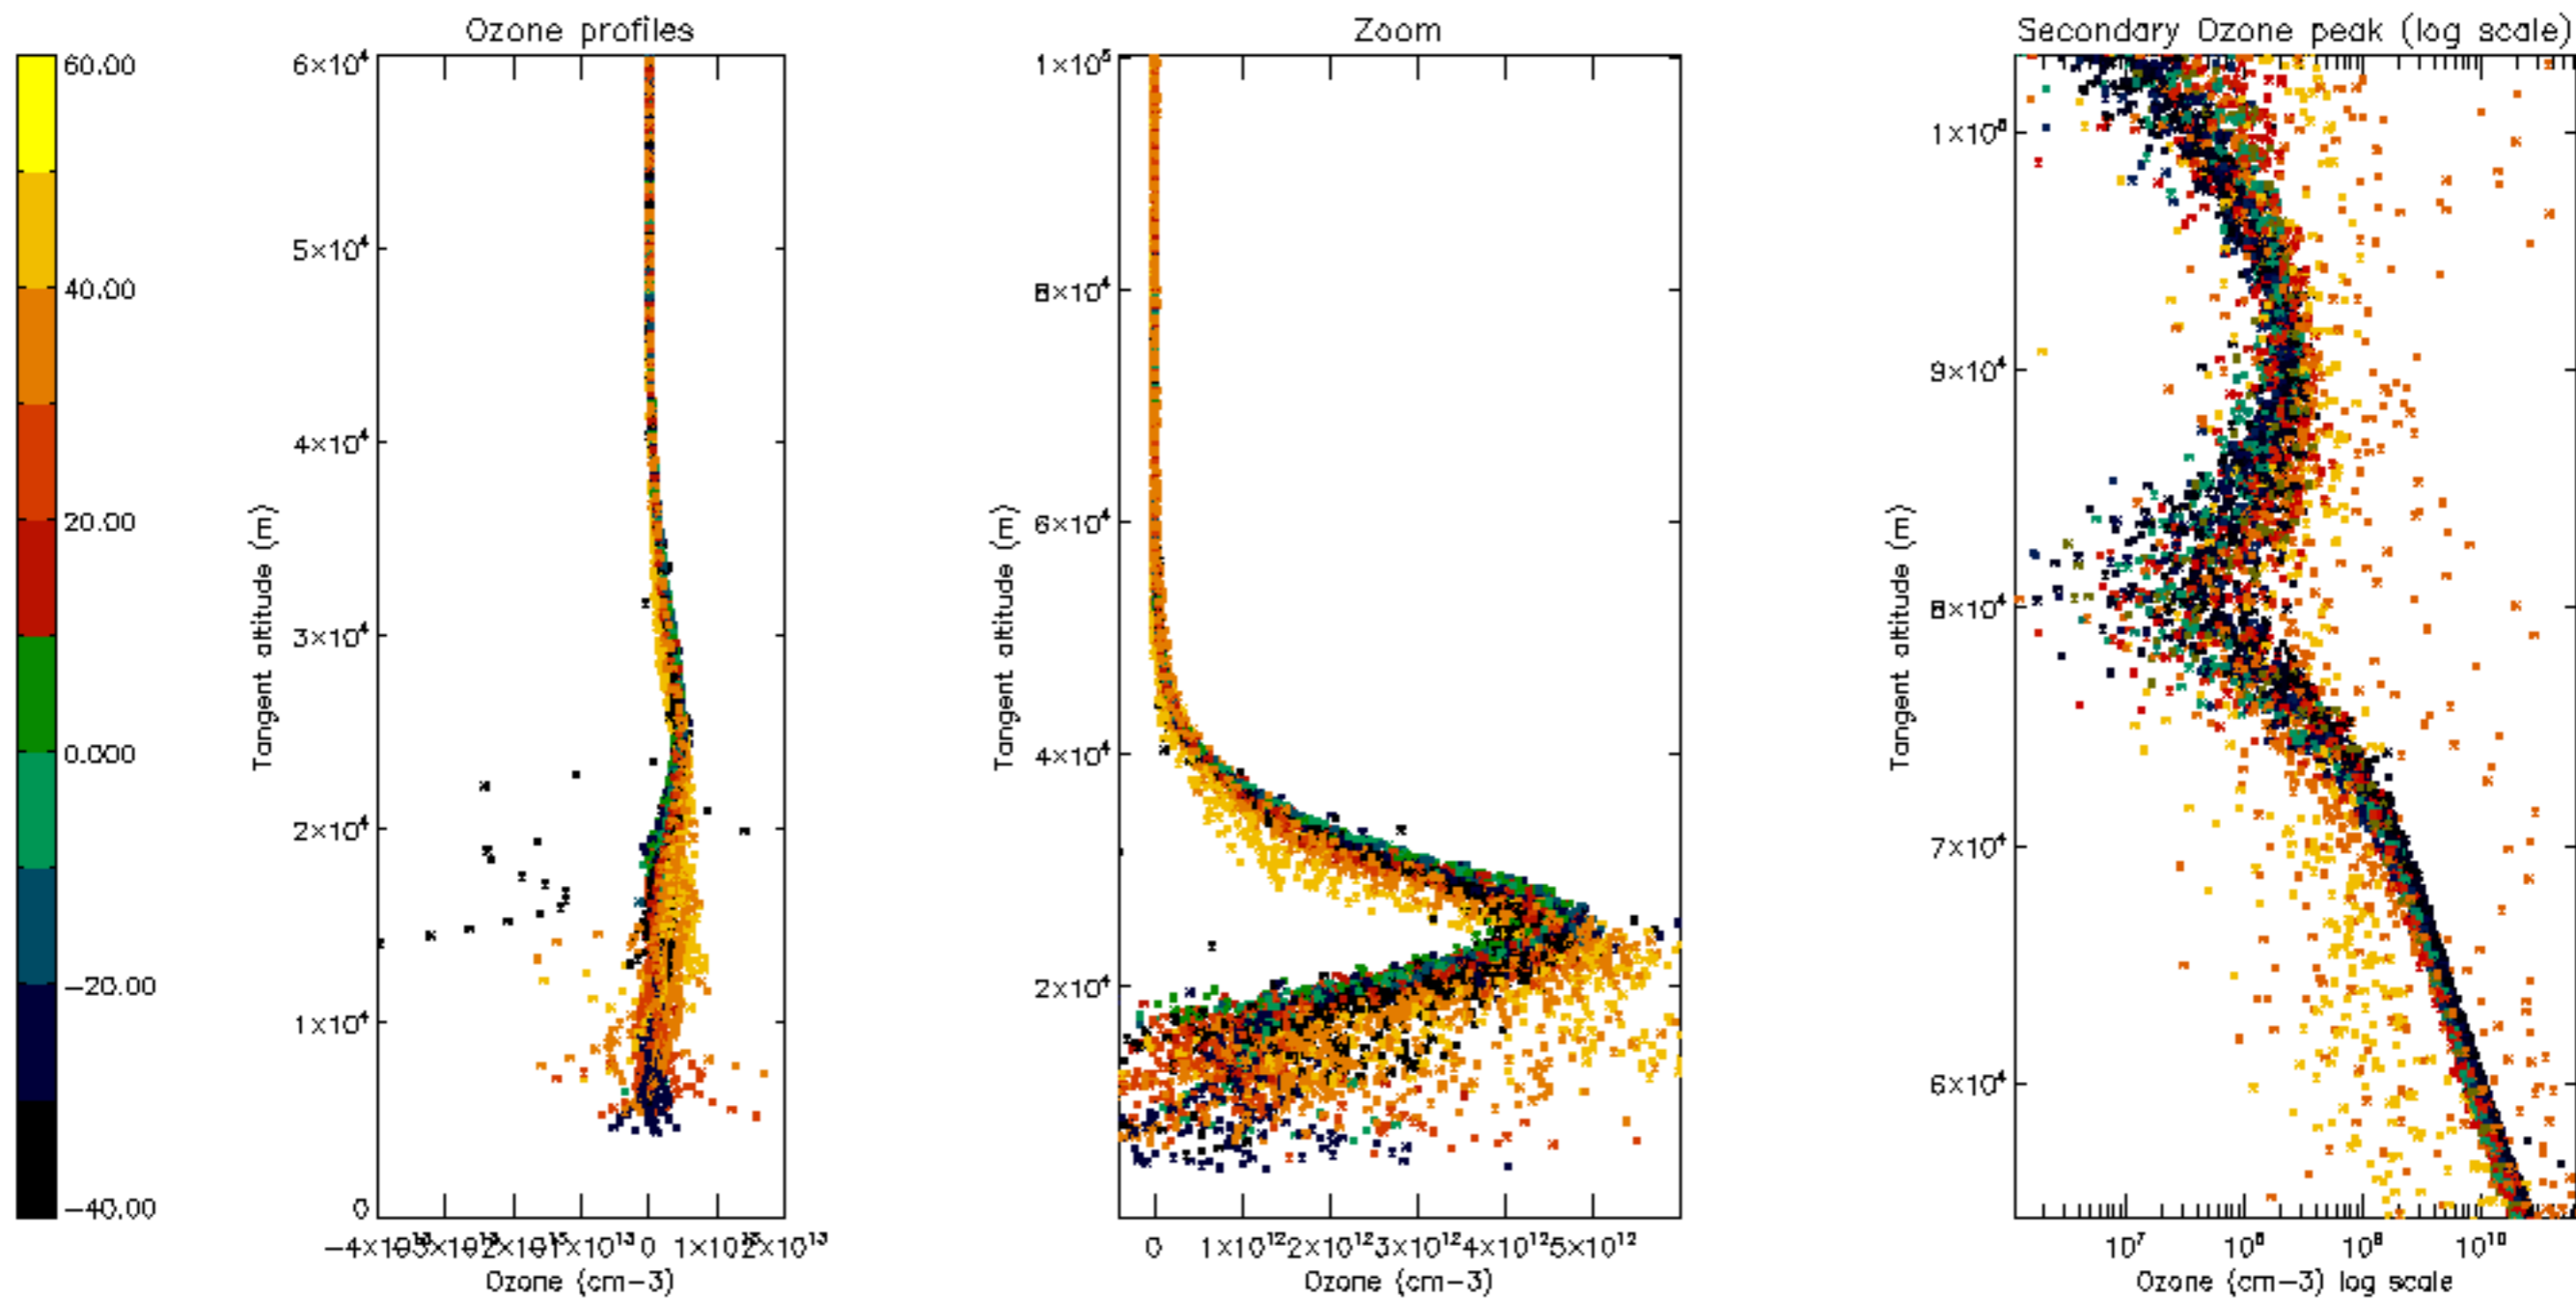 Ozone profiles
Zoom
Secondary Ozone peak (log scale)
60.00
40.00
20.00
0.000
-20.00
-40.00
6×10⁴
5×10⁴
4×10⁴
3×10⁴
2×10⁴
1×10⁴
0
Tangent altitude (m)
0
Ozone (cm-3)
1×10⁵
8×10⁴
6×10⁴
4×10⁴
2×10⁴
Tangent altitude (m)
0 1×10¹² 2×10¹² 3×10¹² 4×10¹² 5×10¹²
Ozone (cm-3)
9×10⁴
8×10⁴
7×10⁴
6×10⁴
Tangent altitude (m)
10⁷ 10⁸ 10⁹ 10¹⁰
Ozone (cm-3) log scale